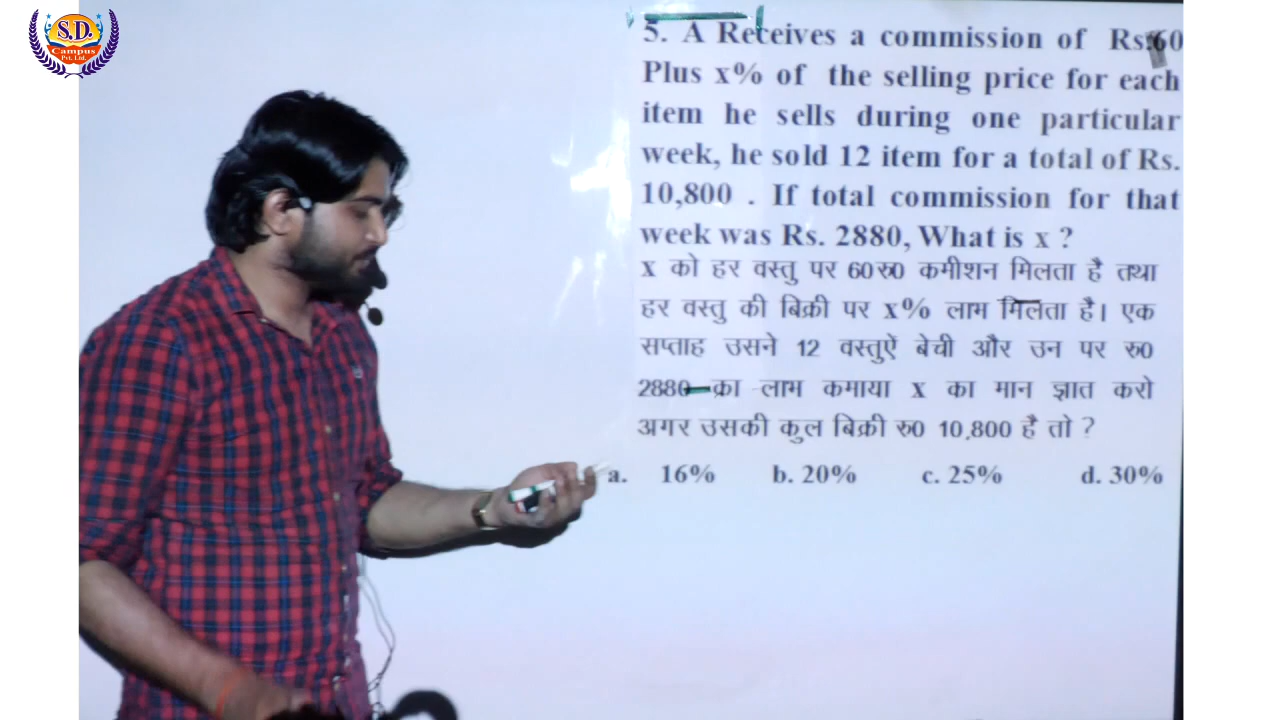 S.D.
Campus
Pvt. Ltd.
5. A Receives a commission of Rs.60
Plus x% of the selling price for each
item he sells during one particular
week, he sold 12 item for a total of Rs.
10,800 . If total commission for that
week was Rs. 2880, What is x ?
x को हर वस्तु पर 60रु0 कमीशन मिलता है तथा
हर वस्तु की बिक्री पर x% लाभ मिलता है। एक
सप्ताह उसने 12 वस्तुऐं बेची और उन पर रु0
2880 का लाभ कमाया x का मान ज्ञात करो
अगर उसकी कुल बिक्री रु0 10,800 है तो ?
a. 16% b. 20% c. 25% d. 30%